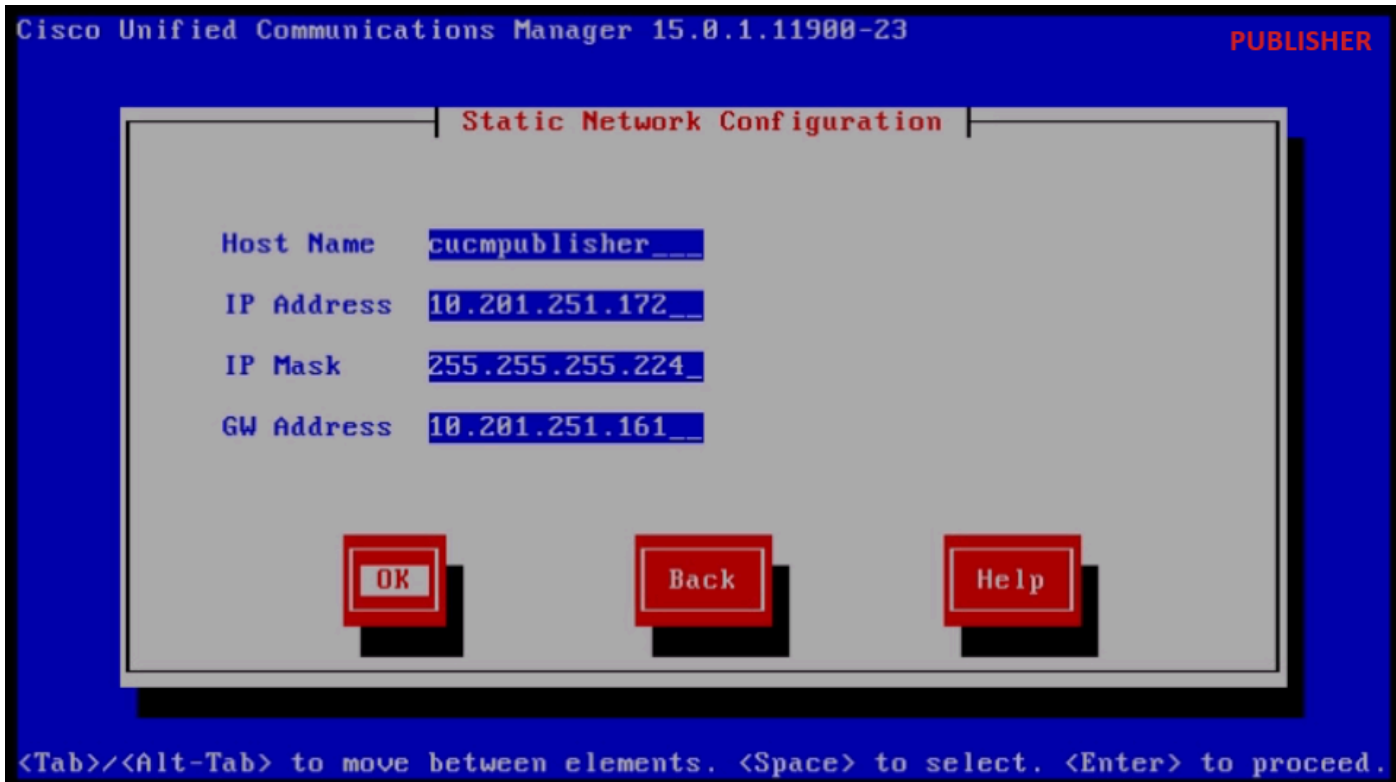 Cisco Unified Communications Manager 15.0.1.11900-23
PUBLISHER
Static Network Configuration
Host Name cucmpublisher___
IP Address 10.201.251.172__
IP Mask 255.255.255.224_
GW Address 10.201.251.161__
OK Back Help
<Tab>/<Alt-Tab> to move between elements. <Space> to select. <Enter> to proceed.